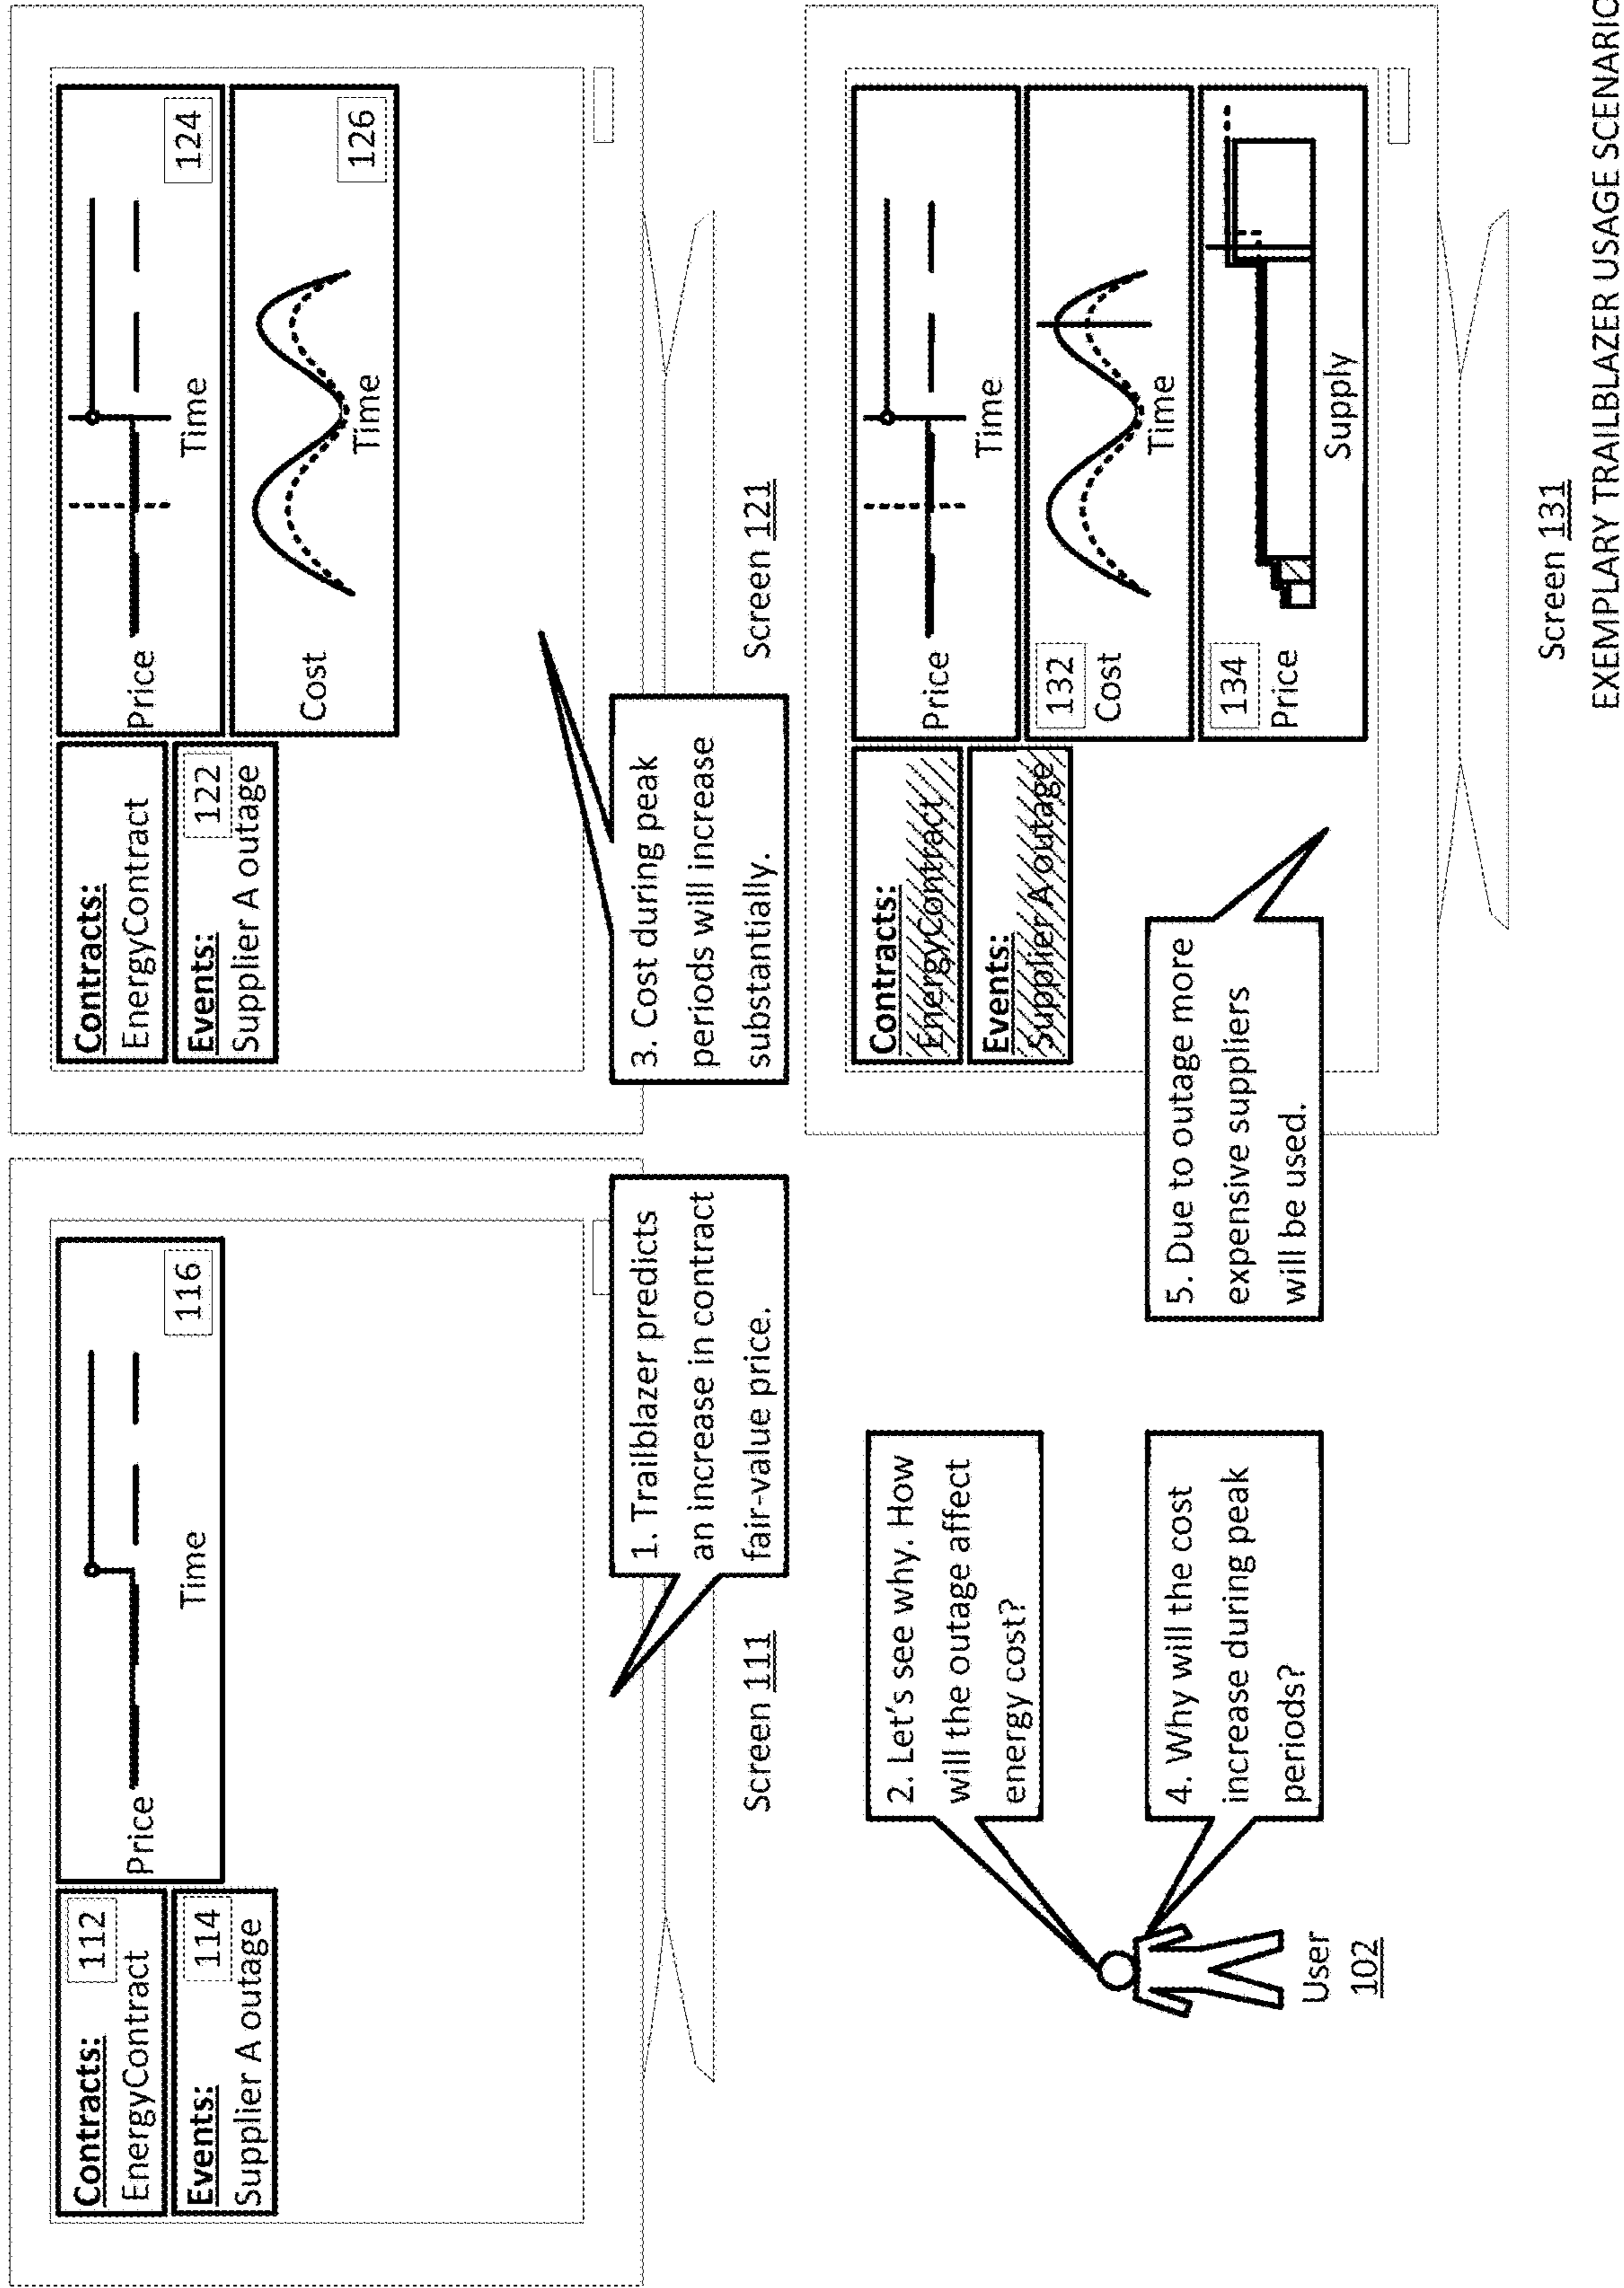 Contracts: 112
EnergyContract
Events: 114
Supplier A outage
Price
Time
116
1. Trailblazer predicts
an increase in contract
fair-value price.
Screen 111
Contracts:
EnergyContract
Events: 122
Supplier A outage
Price
Time
124
Cost
Time
126
3. Cost during peak
periods will increase
substantially.
Screen 121
2. Let's see why. How
will the outage affect
energy cost?
4. Why will the cost
increase during peak
periods?
User
102
5. Due to outage more
expensive suppliers
will be used.
Contracts:
EnergyContract
Events:
Supplier A outage
Price
Time
132
Cost
Time
134
Price
Supply
Screen 131
EXEMPLARY TRAILBLAZER USAGE SCENARIO